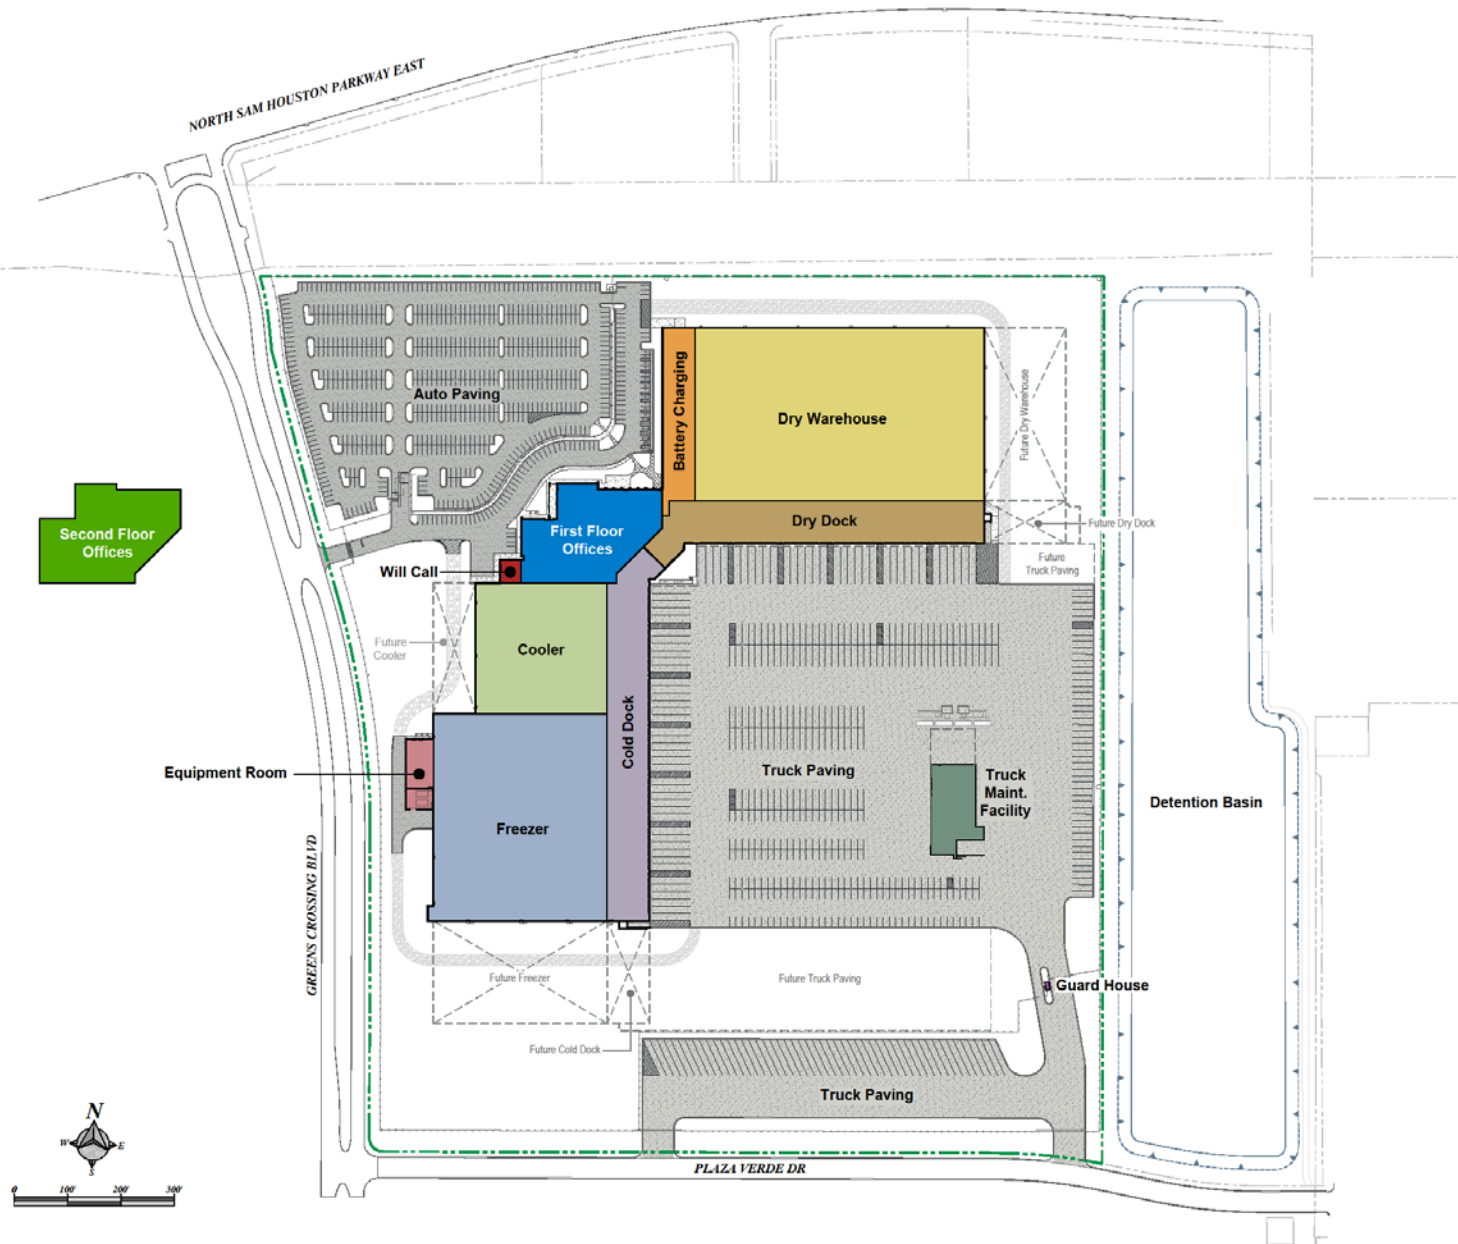 NORTH SAM HOUSTON PARKWAY EAST
Auto Paving
Battery Charging
Dry Warehouse
Future Dry Warehouse
Second Floor
Offices
First Floor
Offices
Dry Dock
Future Dry Dock
Future
Truck Paving
Will Call
Future
Cooler
Cooler
Cold Dock
Equipment Room
Truck Paving
Truck
Maint.
Facility
Detention Basin
Freezer
GREENS CROSSING BLVD
Future Freezer
Future Truck Paving
Guard House
Future Cold Dock
Truck Paving
N
W
E
S
PLAZA VERDE DR
0 100' 200' 300'